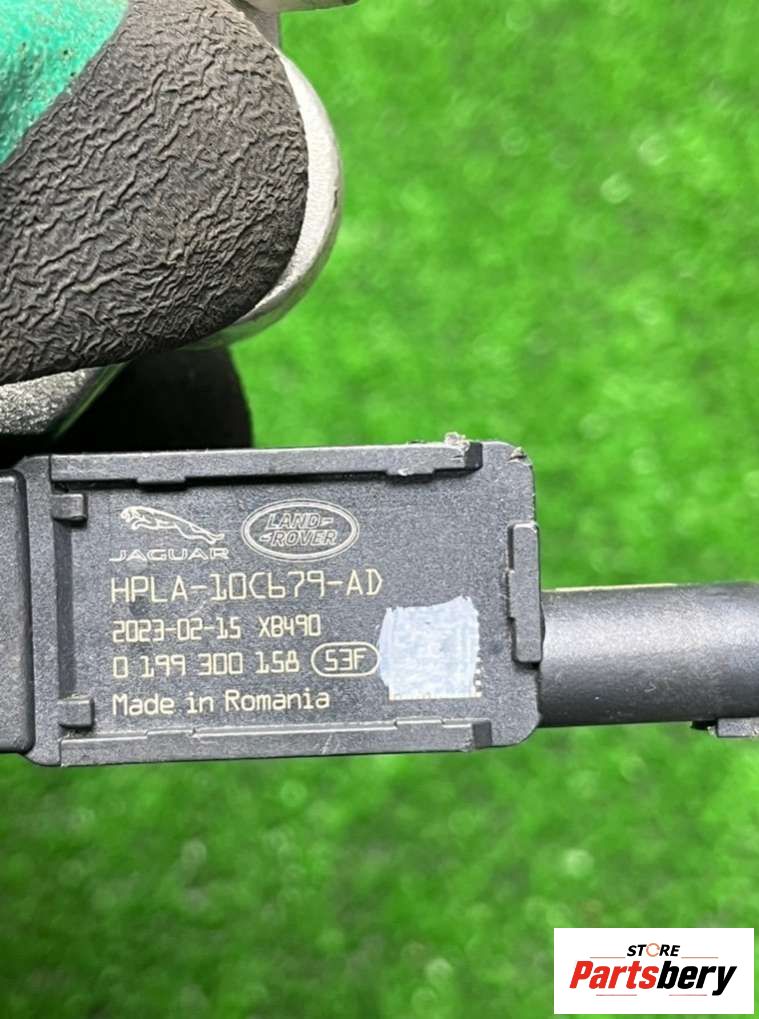 JAGUAR
LAND-
-ROVER
HPLA-10C679-AD
2023-02-15 XB490
0 199 300 158 S3F
Made in Romania
STORE
Partsbery